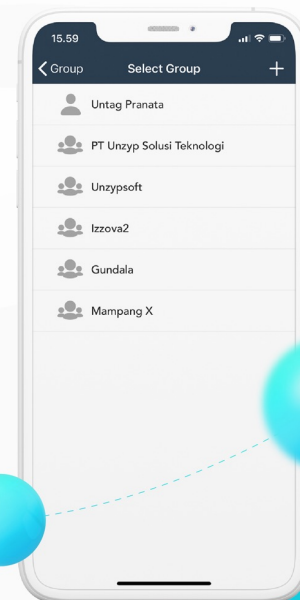 15.59
Group Select Group
Untag Pranata
PT Unzyp Solusi Teknologi
Unzypsoft
Izzova2
Gundala
Mampang X